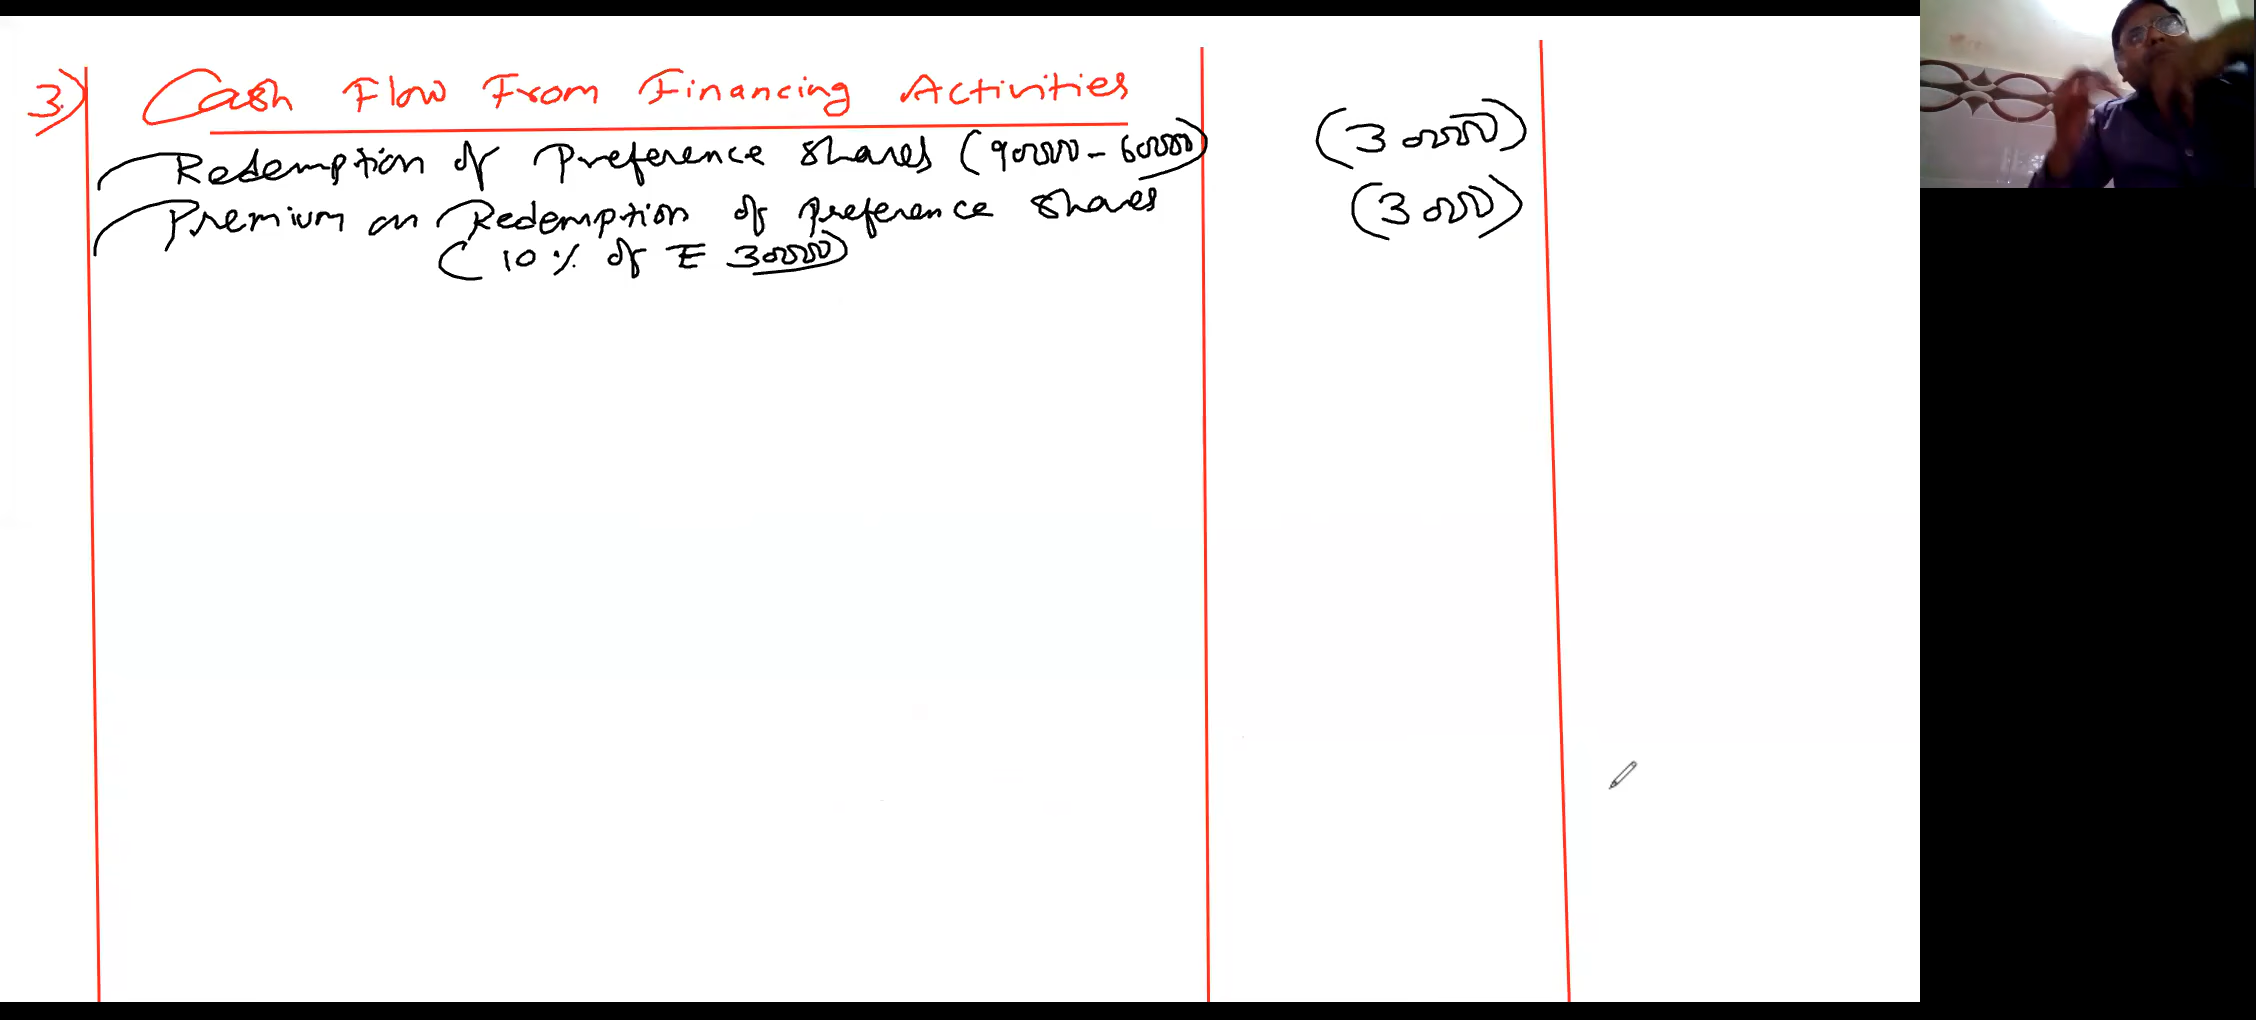 3.) Cash Flow From Financing Activities
Redemption of Preference Shares (90000 - 60000) (30000)
Premium on Redemption of Preference Shares (3000)
(10% of ₹ 30000)